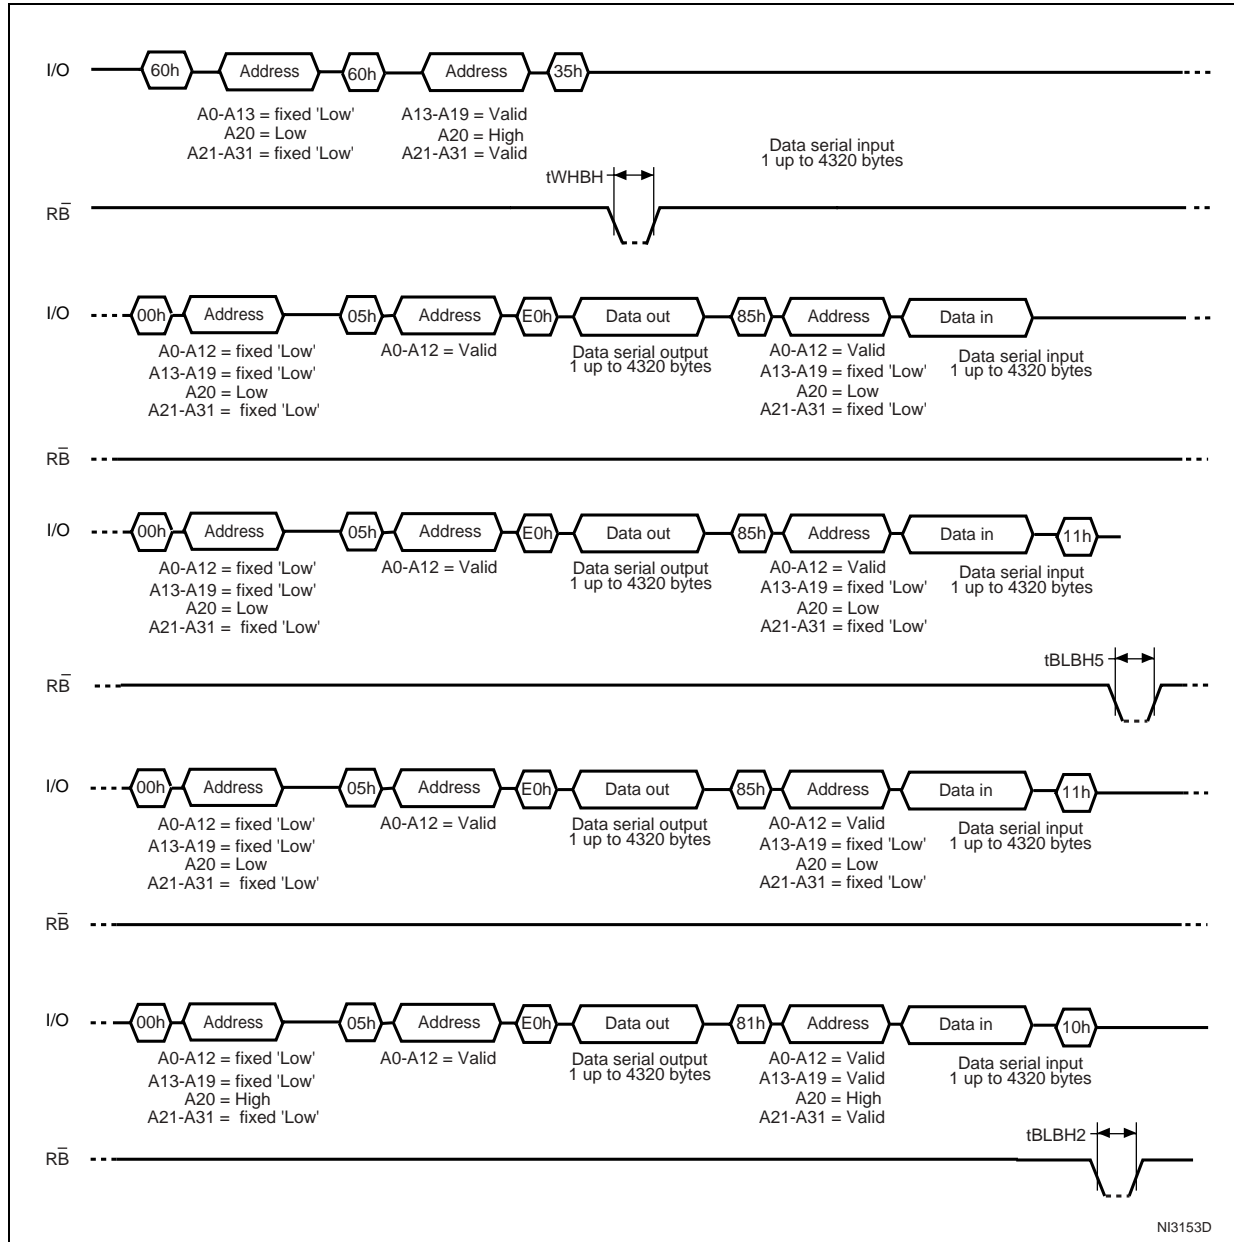 I/O 60h Address 60h Address 35h
A0-A13 = fixed 'Low' A13-A19 = Valid
A20 = Low A20 = High
A21-A31 = fixed 'Low' A21-A31 = Valid
Data serial input
1 up to 4320 bytes
tWHBH
RB̅
I/O 00h Address 05h Address E0h Data out 85h Address Data in
A0-A12 = fixed 'Low' A0-A12 = Valid Data serial output A0-A12 = Valid Data serial input
A13-A19 = fixed 'Low' 1 up to 4320 bytes A13-A19 = fixed 'Low' 1 up to 4320 bytes
A20 = Low A20 = Low
A21-A31 = fixed 'Low' A21-A31 = fixed 'Low'
RB̅
I/O 00h Address 05h Address E0h Data out 85h Address Data in 11h
A0-A12 = fixed 'Low' A0-A12 = Valid Data serial output A0-A12 = Valid Data serial input
A13-A19 = fixed 'Low' 1 up to 4320 bytes A13-A19 = fixed 'Low' 1 up to 4320 bytes
A20 = Low A20 = Low
A21-A31 = fixed 'Low' A21-A31 = fixed 'Low'
tBLBH5
RB̅
I/O 00h Address 05h Address E0h Data out 85h Address Data in 11h
A0-A12 = fixed 'Low' A0-A12 = Valid Data serial output A0-A12 = Valid Data serial input
A13-A19 = fixed 'Low' 1 up to 4320 bytes A13-A19 = fixed 'Low' 1 up to 4320 bytes
A20 = Low A20 = Low
A21-A31 = fixed 'Low' A21-A31 = fixed 'Low'
RB̅
I/O 00h Address 05h Address E0h Data out 81h Address Data in 10h
A0-A12 = fixed 'Low' A0-A12 = Valid Data serial output A0-A12 = Valid Data serial input
A13-A19 = fixed 'Low' 1 up to 4320 bytes A13-A19 = Valid 1 up to 4320 bytes
A20 = High A20 = High
A21-A31 = fixed 'Low' A21-A31 = Valid
tBLBH2
RB̅
NI3153D